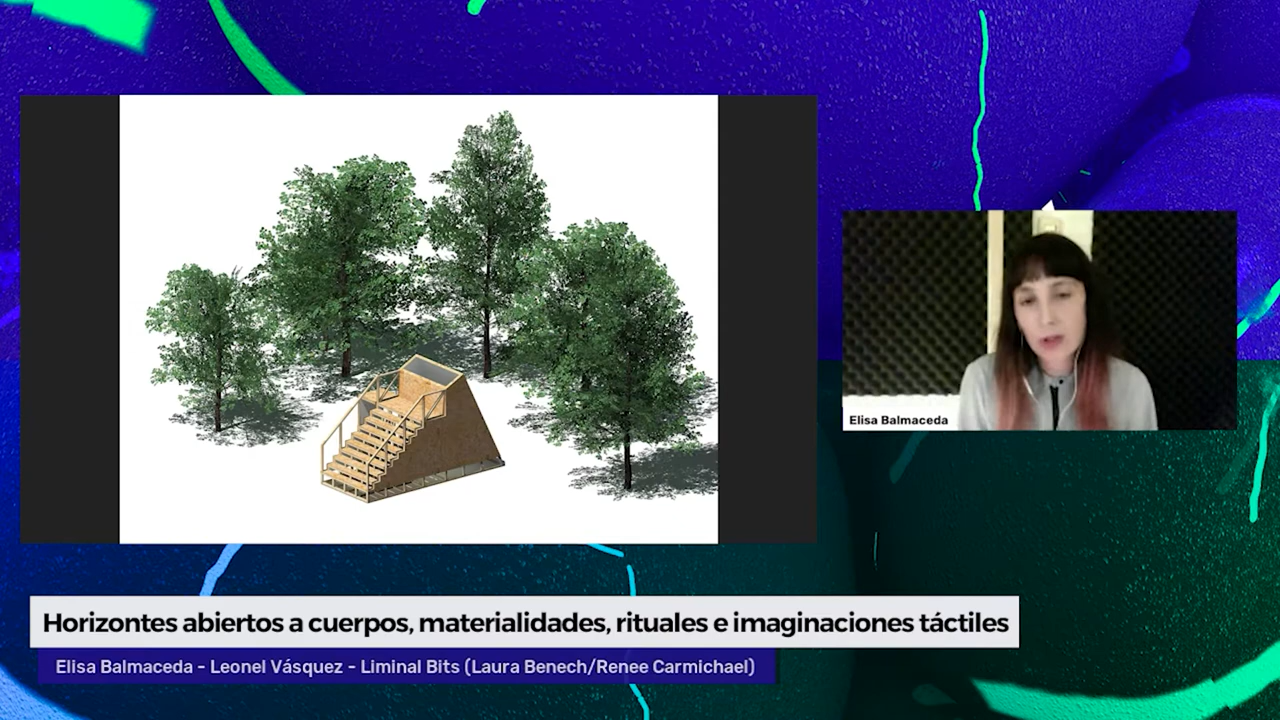 Elisa Balmaceda
Horizontes abiertos a cuerpos, materialidades, rituales e imaginaciones táctiles
Elisa Balmaceda - Leonel Vásquez - Liminal Bits (Laura Benech/Renee Carmichael)